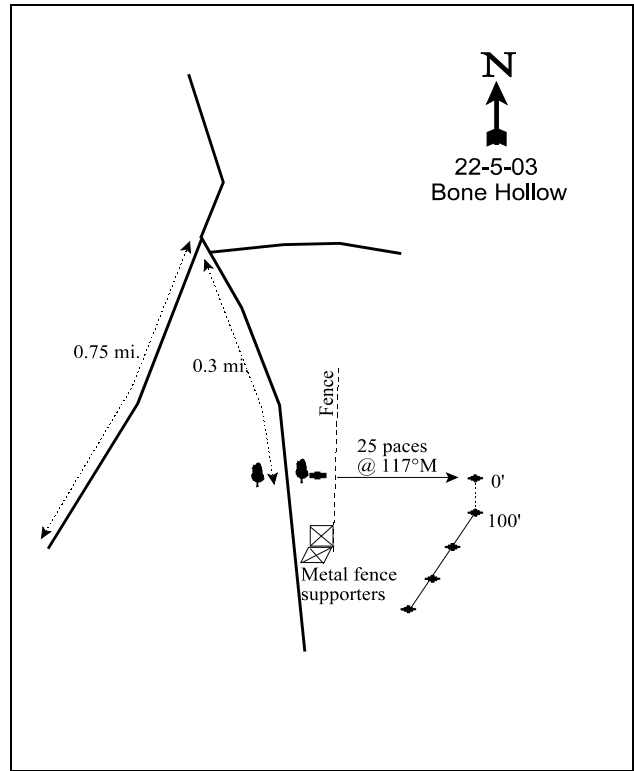 N
22-5-03
Bone Hollow
0.75 mi.
0.3 mi.
Fence
25 paces
@ 117°M
0'
100'
Metal fence
supporters